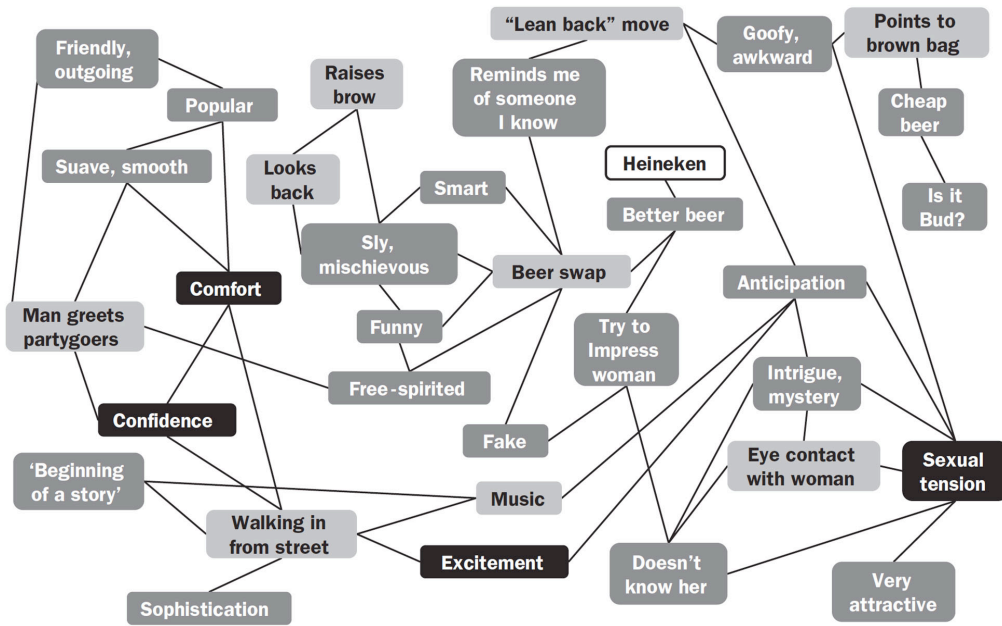 "Lean back" move
Goofy,
awkward
Points to
brown bag
Friendly,
outgoing
Raises
brow
Reminds me
of someone
I know
Popular
Cheap
beer
Suave, smooth
Looks
back
Smart
Heineken
Is it
Bud?
Better beer
Sly,
mischievous
Beer swap
Comfort
Anticipation
Man greets
partygoers
Funny
Try to
Impress
woman
Free-spirited
Intrigue,
mystery
Confidence
Fake
Eye contact
with woman
Sexual
tension
‘Beginning
of a story’
Music
Walking in
from street
Excitement
Doesn't
know her
Very
attractive
Sophistication